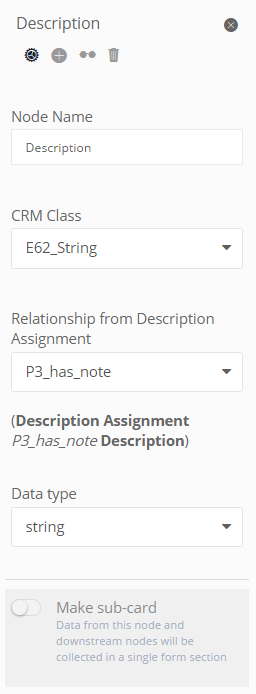 Description
Node Name
Description
CRM Class
E62_String
Relationship from Description
Assignment
P3_has_note
(Description Assignment
P3_has_note Description)
Data type
string
Make sub-card
Data from this node and
downstream nodes will be
collected in a single form section